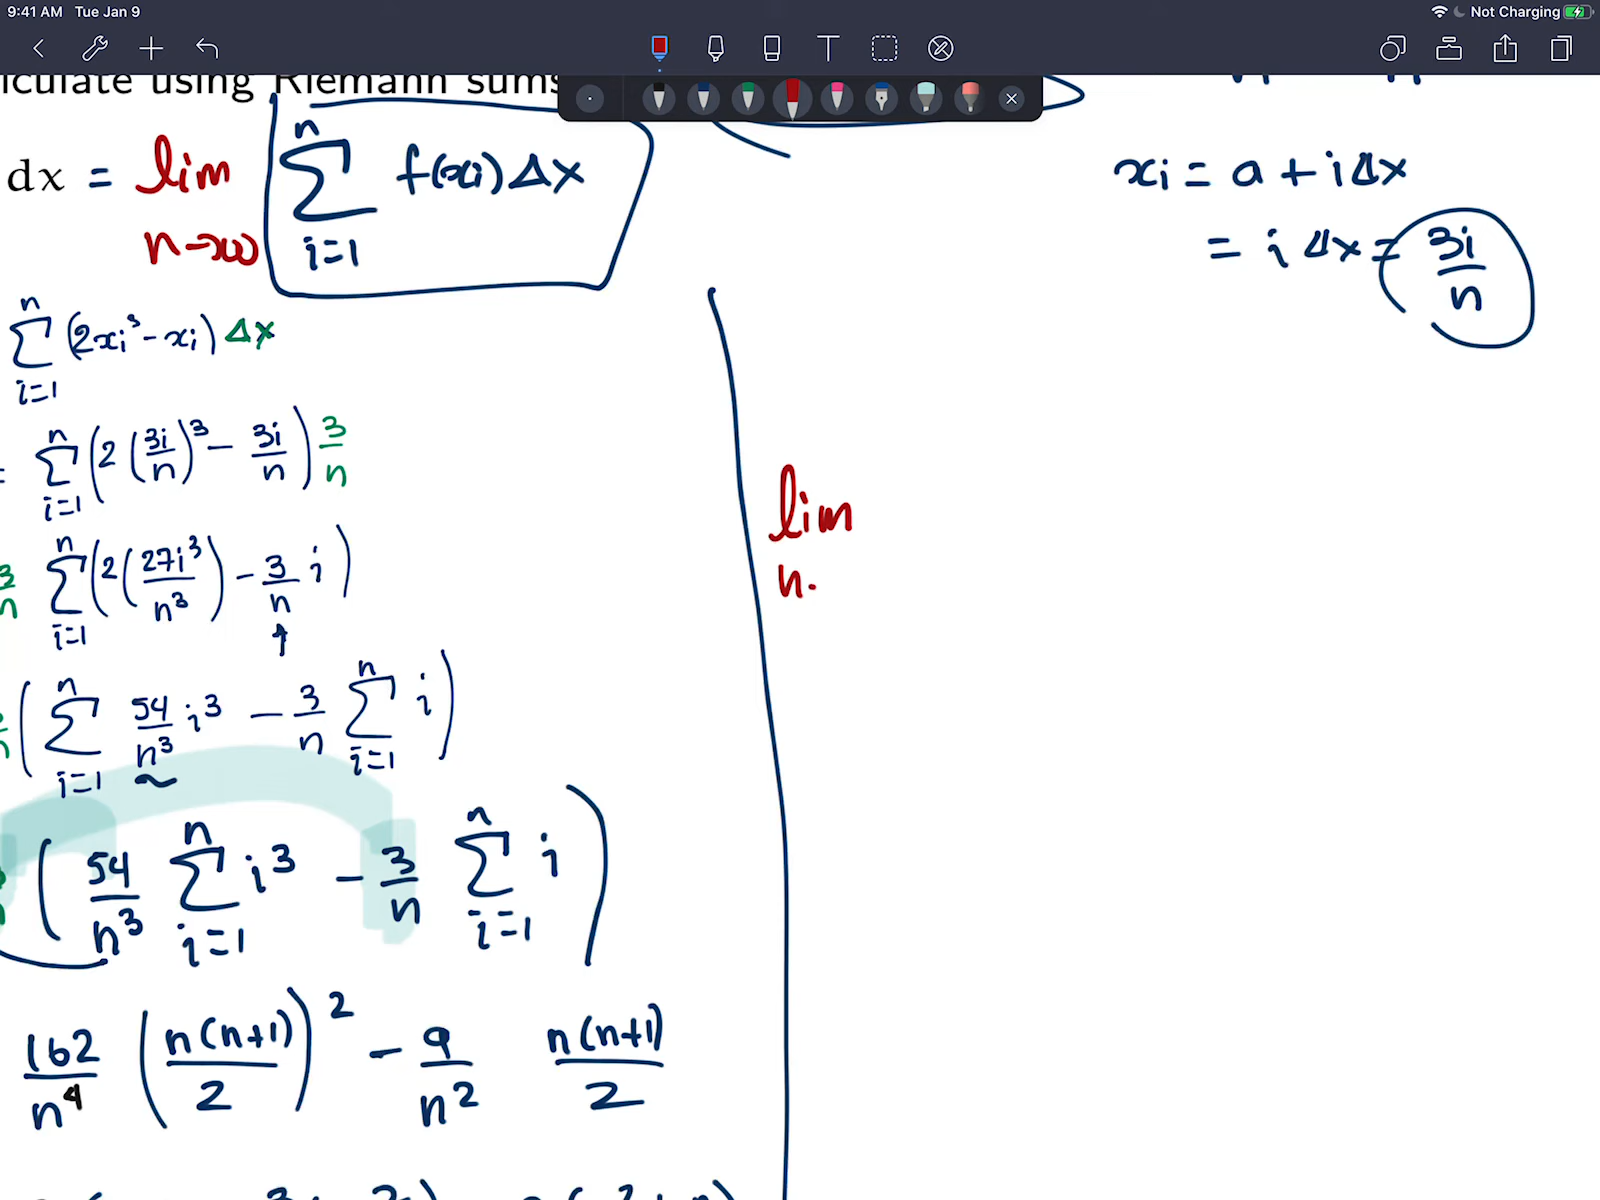 9:41 AM Tue Jan 9
Not Charging
lculate using Riemann sums
dx = lim n→∞ Σ i=1 n f(xi)Δx
xi = a + iΔx
= iΔx = 3i/n
Σ i=1 n (2xi³ - xi) Δx
= Σ i=1 n (2(3i/n)³ - 3i/n) 3/n
3/n Σ i=1 n (2(27i³/n³) - 3/n i)
(Σ i=1 n 54/n³ i³ - 3/n Σ i=1 n i)
(54/n³ Σ i=1 n i³ - 3/n Σ i=1 n i)
162/n⁴ (n(n+1)/2)² - 9/n² n(n+1)/2
lim
n.